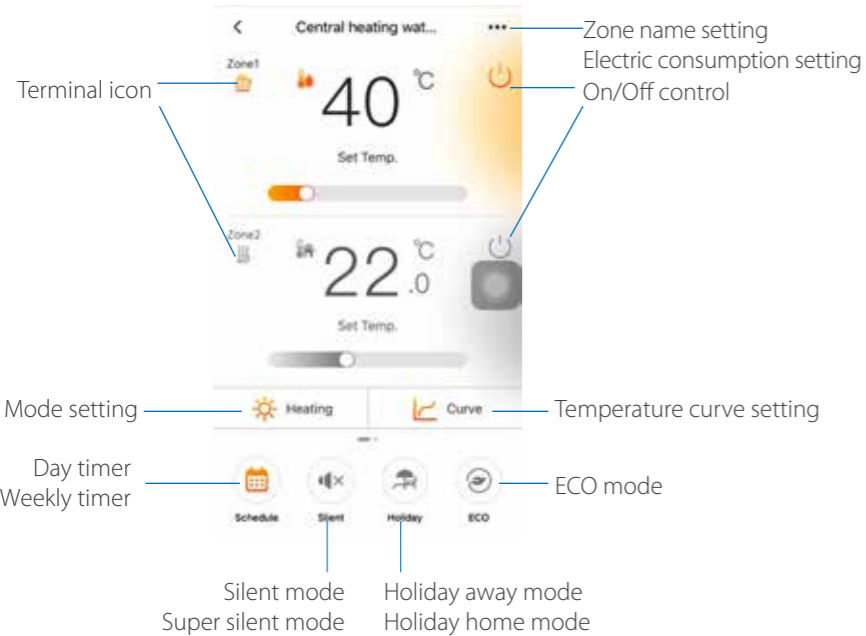 Central heating wat...
Zone name setting
Electric consumption setting
On/Off control
Zone1
Terminal icon
40 °C
Set Temp.
Zone2
22.0 °C
Set Temp.
Mode setting
Heating
Curve
Temperature curve setting
Day timer
Weekly timer
ECO mode
Schedule
Silent
Holiday
ECO
Silent mode
Super silent mode
Holiday away mode
Holiday home mode